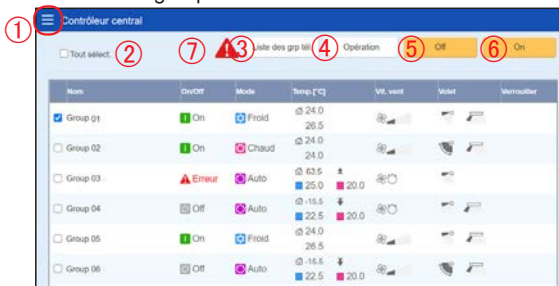 ① Contrôleur central
Tout sélect. ② ⑦ ③ Liste des grp tél. ④ Opération ⑤ Off ⑥ On
Nom On/Off Mode Temp.[°C] Vit. vent Volet Verrouiller
Group 01 On Froid 24.0
26.5
Group 02 On Chaud 24.0
24.0
Group 03 Erreur Auto 63.5
25.0 20.0
Group 04 Off Auto -15.5
22.5 20.0
Group 05 On Froid 24.0
26.5
Group 06 Off Auto -15.5
22.5 20.0